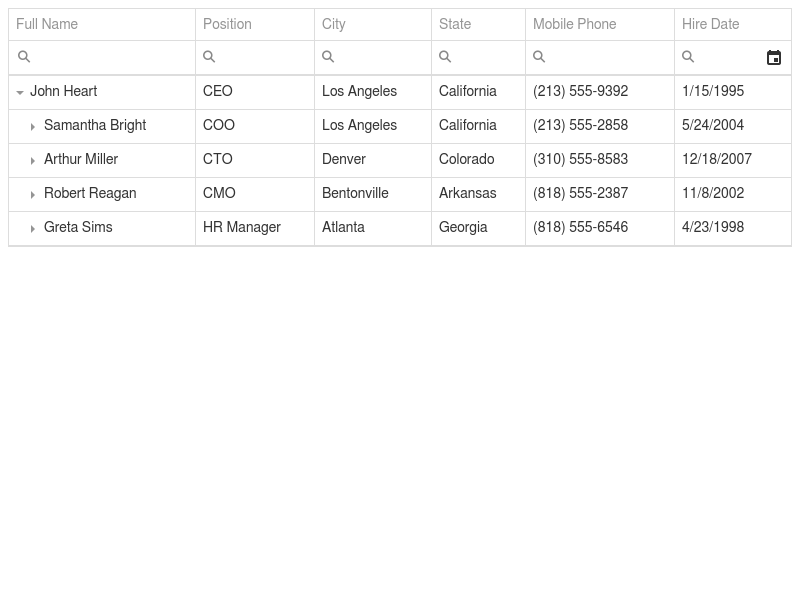 Full Name Position City State Mobile Phone Hire Date
John Heart CEO Los Angeles California (213) 555-9392 1/15/1995
Samantha Bright COO Los Angeles California (213) 555-2858 5/24/2004
Arthur Miller CTO Denver Colorado (310) 555-8583 12/18/2007
Robert Reagan CMO Bentonville Arkansas (818) 555-2387 11/8/2002
Greta Sims HR Manager Atlanta Georgia (818) 555-6546 4/23/1998